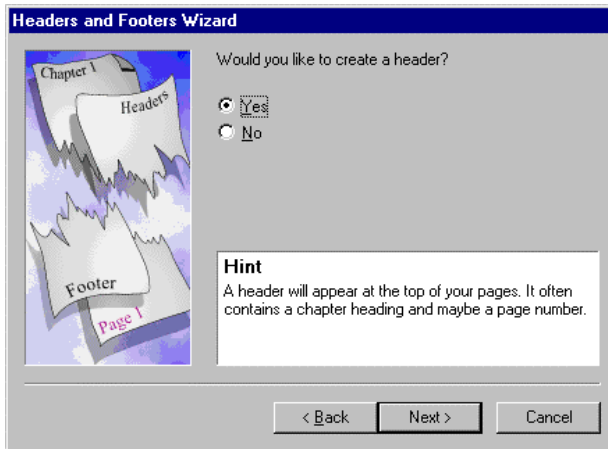 Headers and Footers Wizard
Chapter 1
Headers
Footer
Page 1
Would you like to create a header?
Yes
No
Hint
A header will appear at the top of your pages. It often
contains a chapter heading and maybe a page number.
< Back
Next >
Cancel